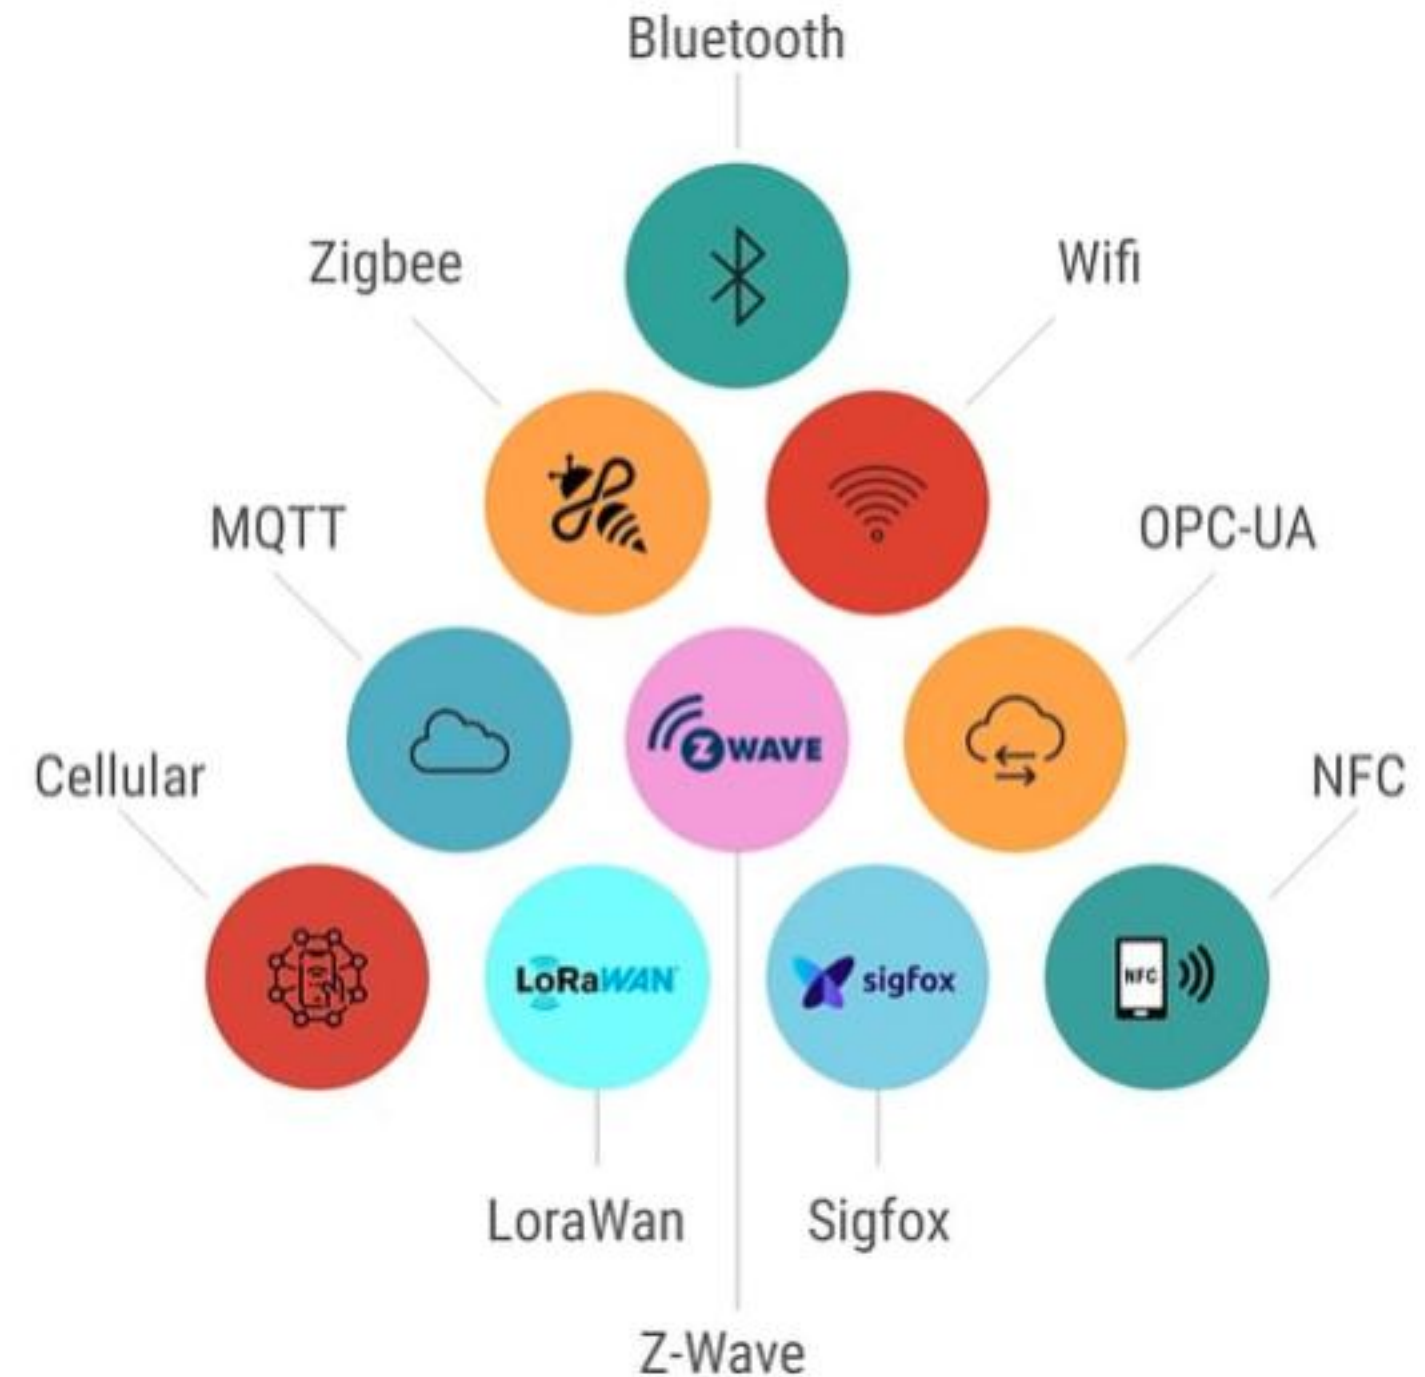 Bluetooth
Zigbee
Wifi
MQTT
OPC-UA
Z WAVE
Cellular
NFC
LoRaWAN
sigfox
NFC
LoraWan
Sigfox
Z-Wave